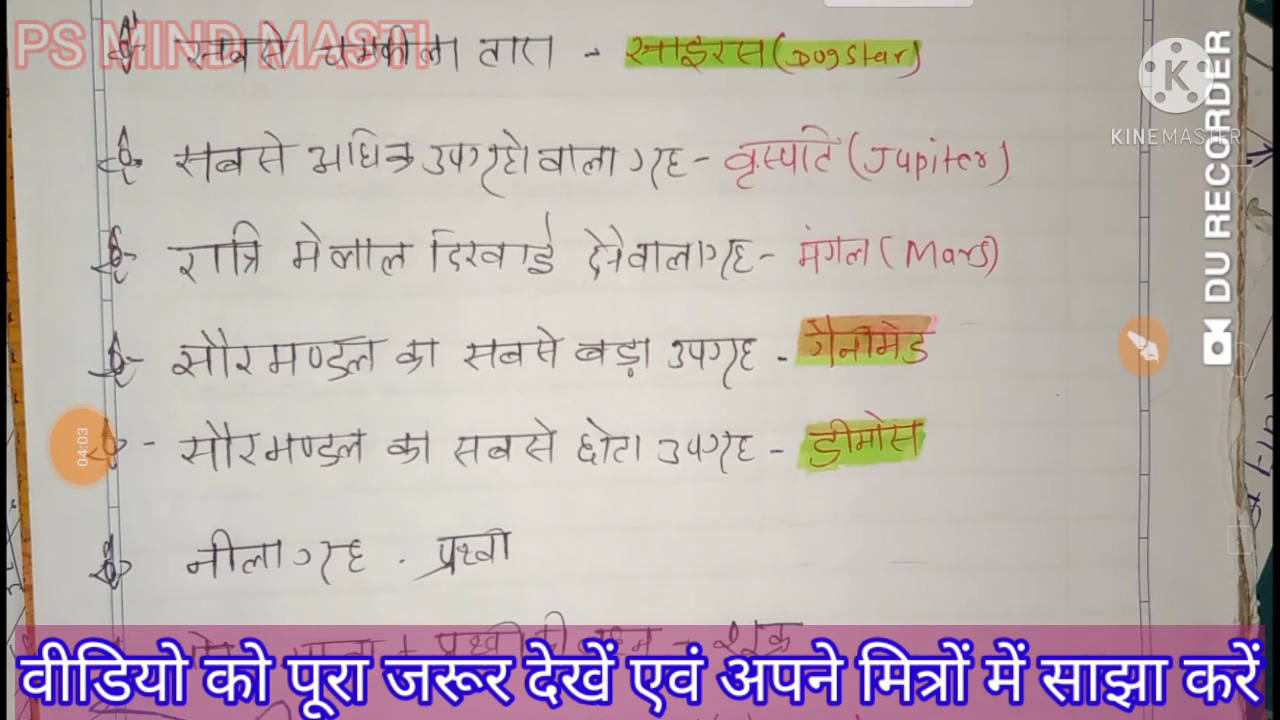 PS MIND MASTI
सबसे चमकीला तारा - साइरस (Dog Star)
KINEMASTER
DU RECORDER
सबसे अधिक उपग्रहो वाला ग्रह - वृस्पति (Jupiter)
रात्रि मे लाल दिखाई देने वाला ग्रह - मंगल (Mars)
सौरमण्डल का सबसे बड़ा उपग्रह - गैनीमेड
04:03
सौरमण्डल का सबसे छोटा उपग्रह - डीमोस
नीला ग्रह . प्रथ्वी
वीडियो को पूरा जरूर देखें एवं अपने मित्रों में साझा करें